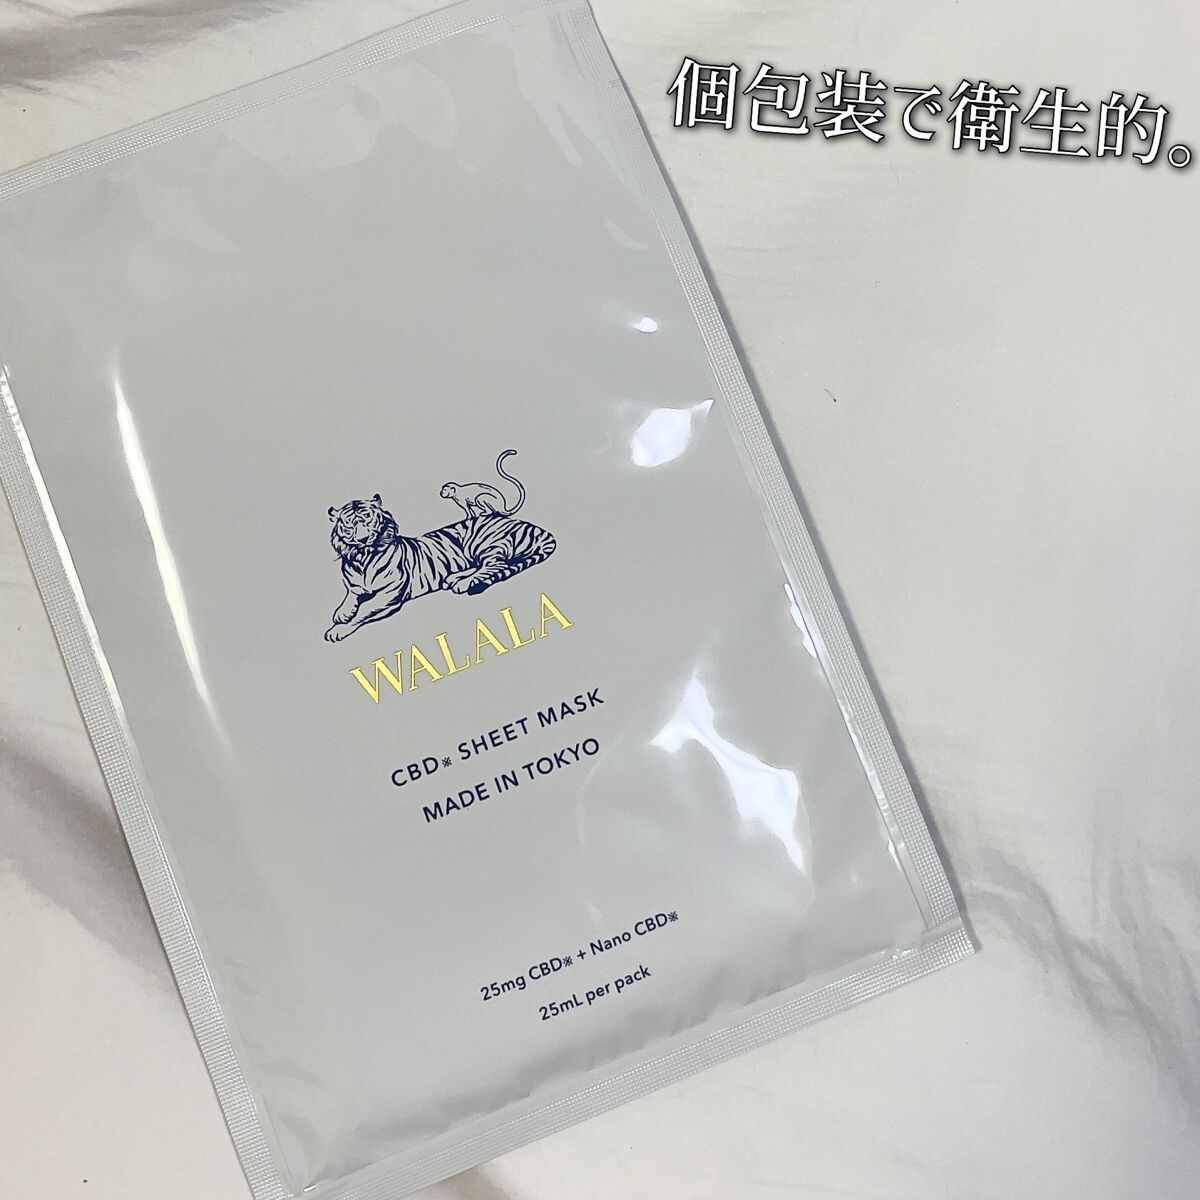 個包装で衛生的。
WALALA
CBD※ SHEET MASK
MADE IN TOKYO
25mg CBD※ + Nano CBD※
25mL per pack